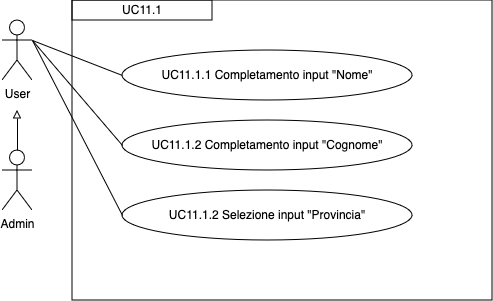 UC11.1
User
UC11.1.1 Completamento input "Nome"
UC11.1.2 Completamento input "Cognome"
UC11.1.2 Selezione input "Provincia"
Admin